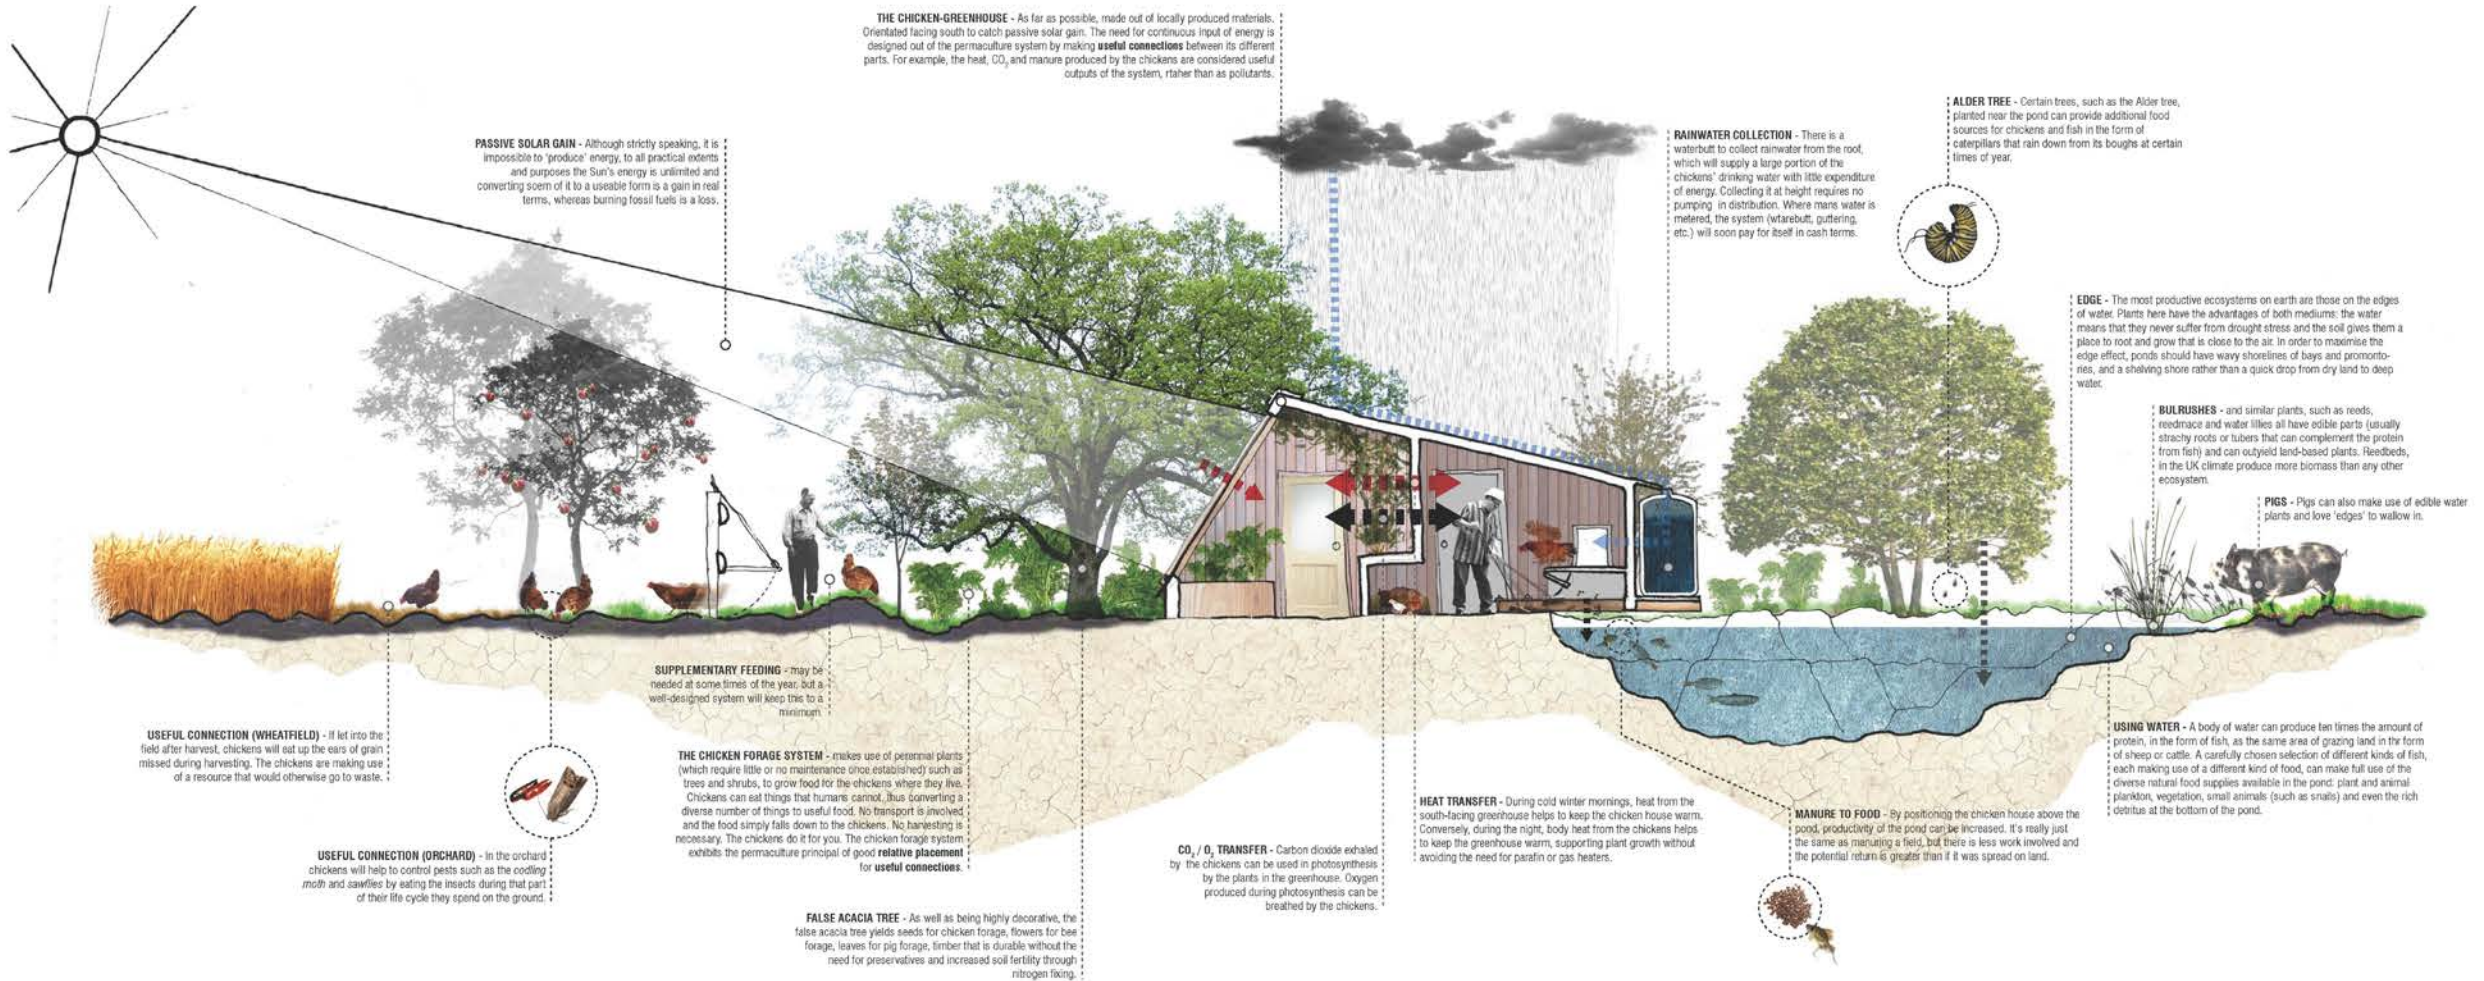 THE CHICKEN-GREENHOUSE - As far as possible, made out of locally produced materials.
Orientated facing south to catch passive solar gain. The need for continuous input of energy is
designed out of the permaculture system by making useful connections between its different
parts. For example, the heat, CO₂ and manure produced by the chickens are considered useful
outputs of the system, rtaher than as pollutants.
PASSIVE SOLAR GAIN - Although strictly speaking, it is
impossible to 'produce' energy, to all practical extents
and purposes the Sun's energy is unlimited and
converting soem of it to a useable form is a gain in real
terms, whereas burning fossil fuels is a loss.
RAINWATER COLLECTION - There is a
waterbutt to collect rainwater from the roof,
which will supply a large portion of the
chickens' drinking water with little expenditure
of energy. Collecting it at height requires no
pumping in distribution. Where mans water is
metered, the system (wtarebutt, guttering,
etc.) will soon pay for itself in cash terms.
ALDER TREE - Certain trees, such as the Alder tree,
planted near the pond can provide additional food
sources for chickens and fish in the form of
caterpillars that rain down from its boughs at certain
times of year.
EDGE - The most productive ecosystems on earth are those on the edges
of water. Plants here have the advantages of both mediums: the water
means that they never suffer from drought stress and the soil gives them a
place to root and grow that is close to the air. In order to maximise the
edge effect, ponds should have wavy shorelines of bays and promonto-
ries, and a shelving shore rather than a quick drop from dry land to deep
water.
BULRUSHES - and similar plants, such as reeds,
reedmace and water lillies all have edible parts (usually
strachy roots or tubers that can complement the protein
from fish) and can outyield land-based plants. Reedbeds,
in the UK climate produce more biomass than any other
ecosystem.
PIGS - Pigs can also make use of edible water
plants and love 'edges' to wallow in.
SUPPLEMENTARY FEEDING - may be
needed at some times of the year, but a
well-designed system will keep this to a
minimum.
USEFUL CONNECTION (WHEATFIELD) - If let into the
field after harvest, chickens will eat up the ears of grain
missed during harvesting. The chickens are making use
of a resource that would otherwise go to waste.
THE CHICKEN FORAGE SYSTEM - makes use of perennial plants
(which require little or no maintenance once established) such as
trees and shrubs, to grow food for the chickens where they live.
Chickens can eat things that humans cannot, thus converting a
diverse number of things to useful food. No transport is involved
and the food simply falls down to the chickens. No harvesting is
necessary. The chickens do it for you. The chicken forage system
exhibits the permaculture principal of good relative placement
for useful connections.
USEFUL CONNECTION (ORCHARD) - In the orchard
chickens will help to control pests such as the codling
moth and sawflies by eating the insects during that part
of their life cycle they spend on the ground.
FALSE ACACIA TREE - As well as being highly decorative, the
false acacia tree yields seeds for chicken forage, flowers for bee
forage, leaves for pig forage, timber that is durable without the
need for preservatives and increased soil fertility through
nitrogen fixing.
CO₂ / O₂ TRANSFER - Carbon dioxide exhaled
by the chickens can be used in photosynthesis
by the plants in the greenhouse. Oxygen
produced during photosynthesis can be
breathed by the chickens.
HEAT TRANSFER - During cold winter mornings, heat from the
south-facing greenhouse helps to keep the chicken house warm.
Conversely, during the night, body heat from the chickens helps
to keep the greenhouse warm, supporting plant growth without
avoiding the need for parafin or gas heaters.
MANURE TO FOOD - By positioning the chicken house above the
pond, productivity of the pond can be increased. It's really just
the same as manuring a field, but there is less work involved and
the potential return is greater than if it was spread on land.
USING WATER - A body of water can produce ten times the amount of
protein, in the form of fish, as the same area of grazing land in thr form
of sheep or cattle. A carefully chosen selection of different kinds of fish,
each making use of a different kind of food, can make full use of the
diverse natural food supplies available in the pond: plant and animal
plankton, vegetation, small animals (such as snails) and even the rich
detritus at the bottom of the pond.